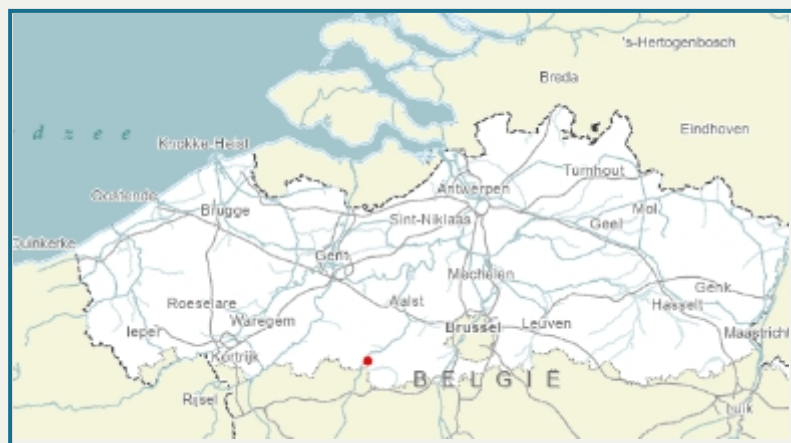 's-Hertogenbosch
Breda
d z e e
Eindhoven
Knokke-Heist
Turnhout
Oostende
Antwerpen
Mol
Brugge
Sint-Niklaas
Geel
Duinkerke
Gent
Mechelen
Genk
Roeselare
Aalst
Hasselt
Waregem
Ieper
Brussel
Leuven
Maastricht
Kortrijk
BELGIË
Rijsel
Luik